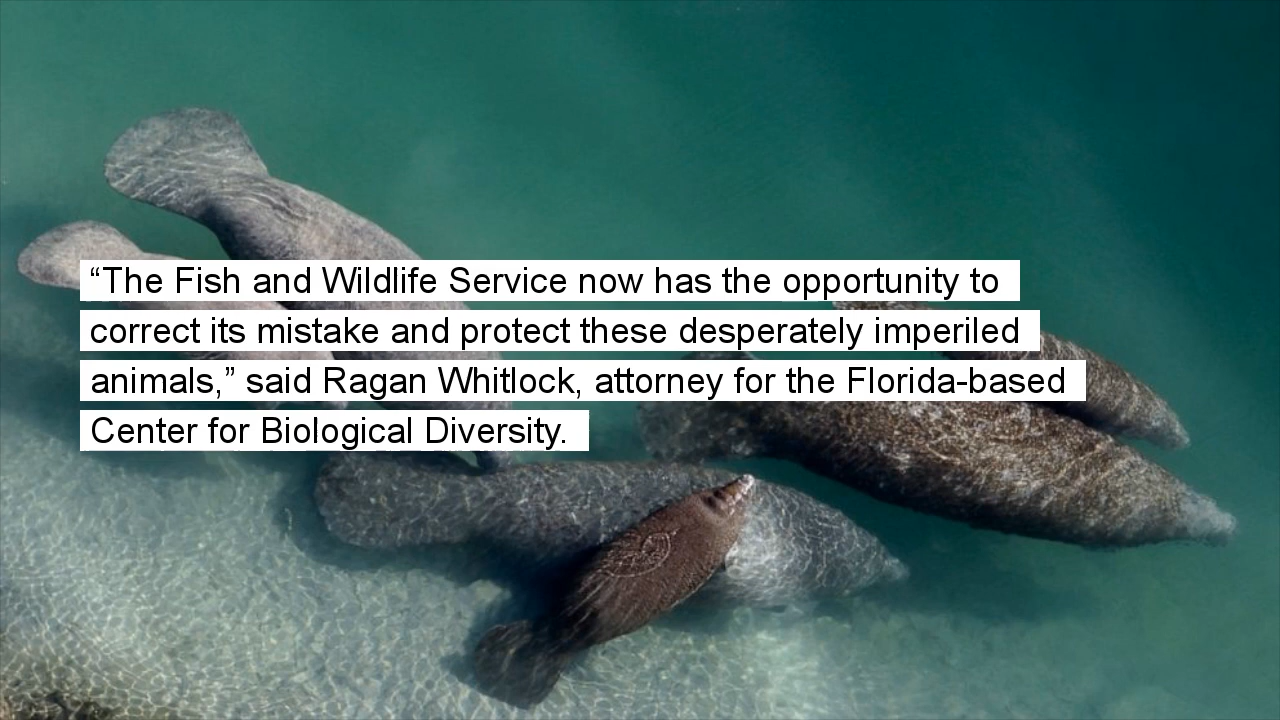 “The Fish and Wildlife Service now has the opportunity to
correct its mistake and protect these desperately imperiled
animals,” said Ragan Whitlock, attorney for the Florida-based
Center for Biological Diversity.